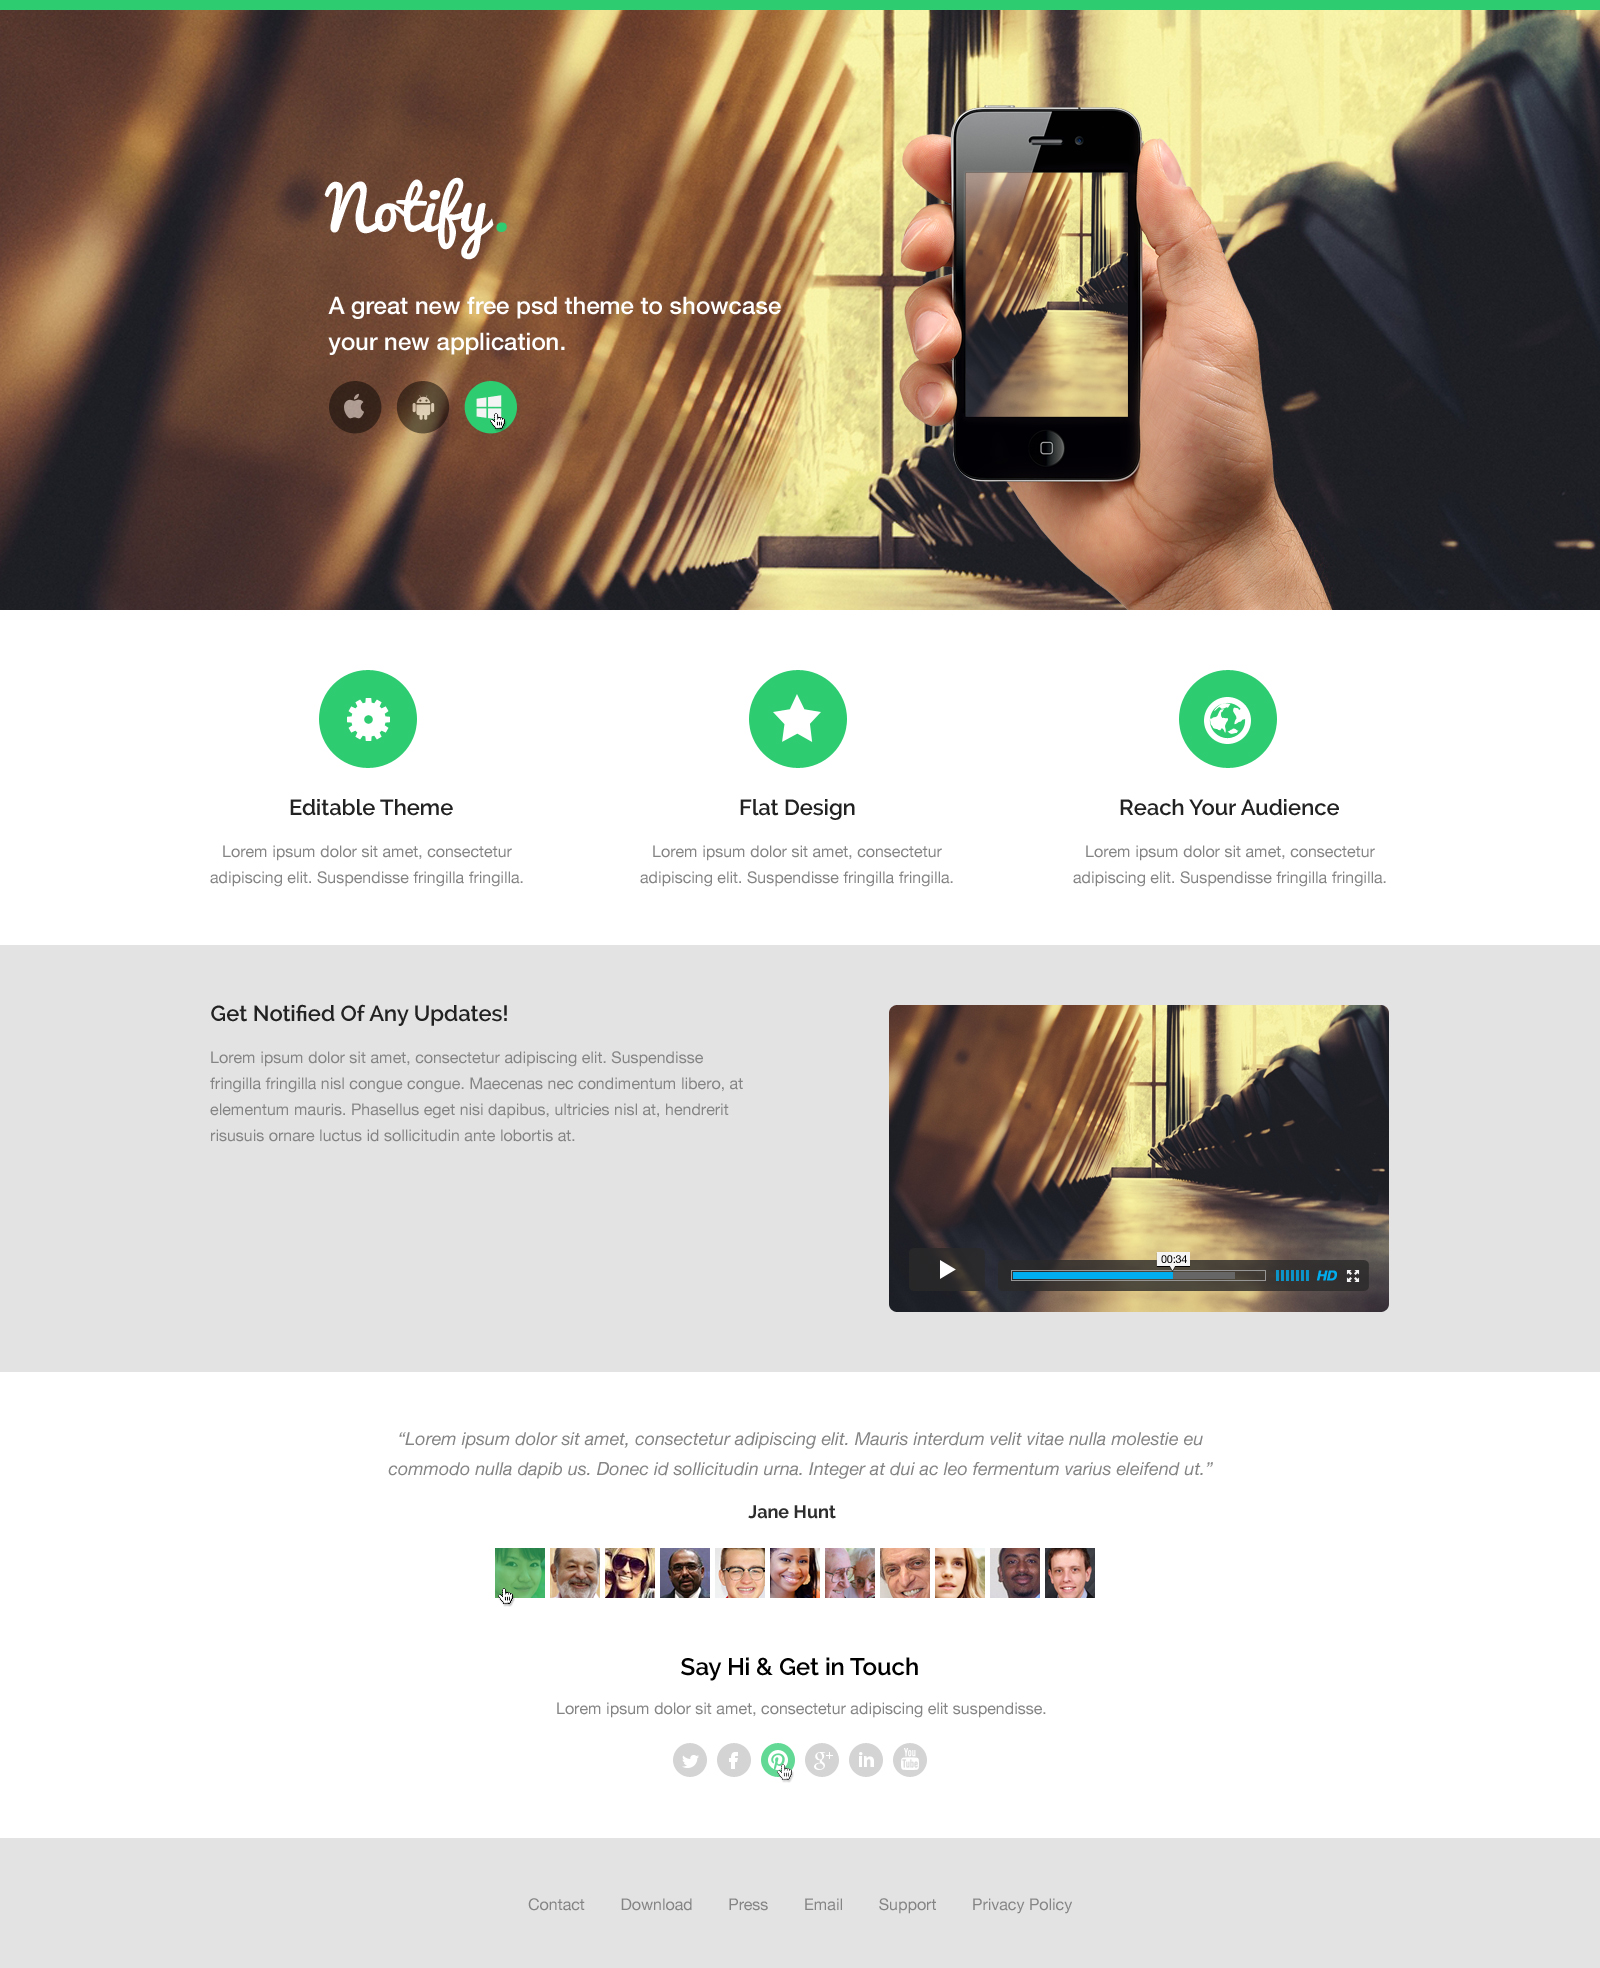 Notify.
A great new free psd theme to showcase
your new application.
Editable Theme
Lorem ipsum dolor sit amet, consectetur
adipiscing elit. Suspendisse fringilla fringilla.
Flat Design
Lorem ipsum dolor sit amet, consectetur
adipiscing elit. Suspendisse fringilla fringilla.
Reach Your Audience
Lorem ipsum dolor sit amet, consectetur
adipiscing elit. Suspendisse fringilla fringilla.
Get Notified Of Any Updates!
Lorem ipsum dolor sit amet, consectetur adipiscing elit. Suspendisse
fringilla fringilla nisl congue congue. Maecenas nec condimentum libero, at
elementum mauris. Phasellus eget nisi dapibus, ultricies nisl at, hendrerit
risusuis ornare luctus id sollicitudin ante lobortis at.
00:34
HD
“Lorem ipsum dolor sit amet, consectetur adipiscing elit. Mauris interdum velit vitae nulla molestie eu
commodo nulla dapib us. Donec id sollicitudin urna. Integer at dui ac leo fermentum varius eleifend ut.”
Jane Hunt
Say Hi & Get in Touch
Lorem ipsum dolor sit amet, consectetur adipiscing elit suspendisse.
g+
in
You
Tube
Contact Download Press Email Support Privacy Policy